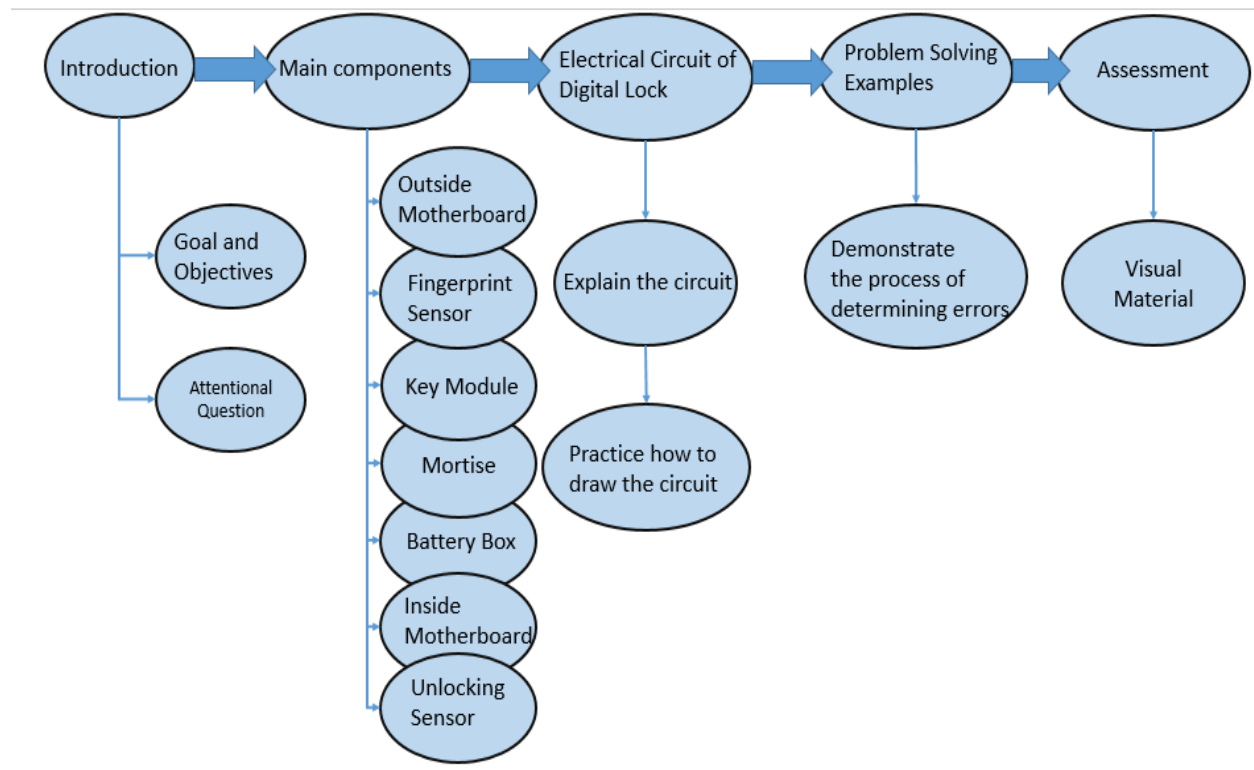 Introduction
Main components
Electrical Circuit of
Digital Lock
Problem Solving
Examples
Assessment
Goal and
Objectives
Attentional
Question
Outside
Motherboard
Fingerprint
Sensor
Key Module
Mortise
Battery Box
Inside
Motherboard
Unlocking
Sensor
Explain the circuit
Practice how to
draw the circuit
Demonstrate
the process of
determining errors
Visual
Material